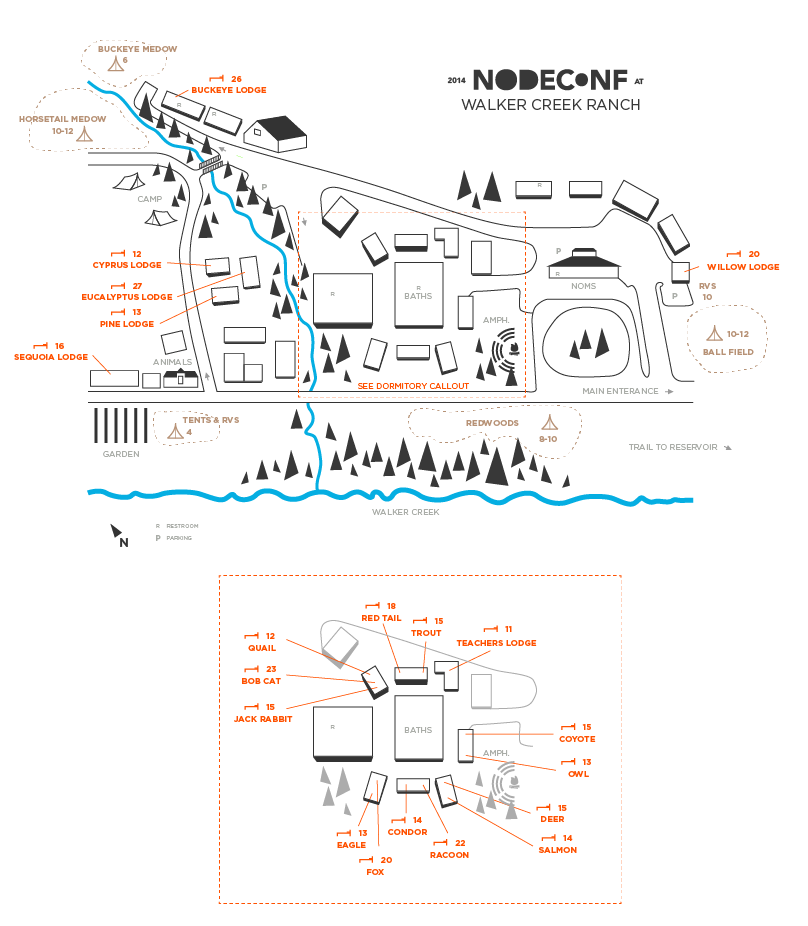 BUCKEYE MEDOW
6
26
BUCKEYE LODGE
2014 NODECONF AT
WALKER CREEK RANCH
HORSETAIL MEDOW
10-12
R
R
P
CAMP
R
12
CYPRUS LODGE
27
EUCALYPTUS LODGE
13
PINE LODGE
16
SEQUOIA LODGE
ANIMALS
R
R
BATHS
AMPH.
SEE DORMITORY CALLOUT
P
R
NOMS
20
WILLOW LODGE
P
RVS
10
10-12
BALL FIELD
MAIN ENTERANCE
GARDEN
TENTS & RVS
4
REDWOODS
8-10
TRAIL TO RESERVOIR
WALKER CREEK
N
R RESTROOM
P PARKING
18
RED TAIL
15
TROUT
11
TEACHERS LODGE
12
QUAIL
23
BOB CAT
15
JACK RABBIT
R
BATHS
AMPH.
15
COYOTE
13
OWL
15
DEER
14
SALMON
14
CONDOR
22
RACOON
13
EAGLE
20
FOX